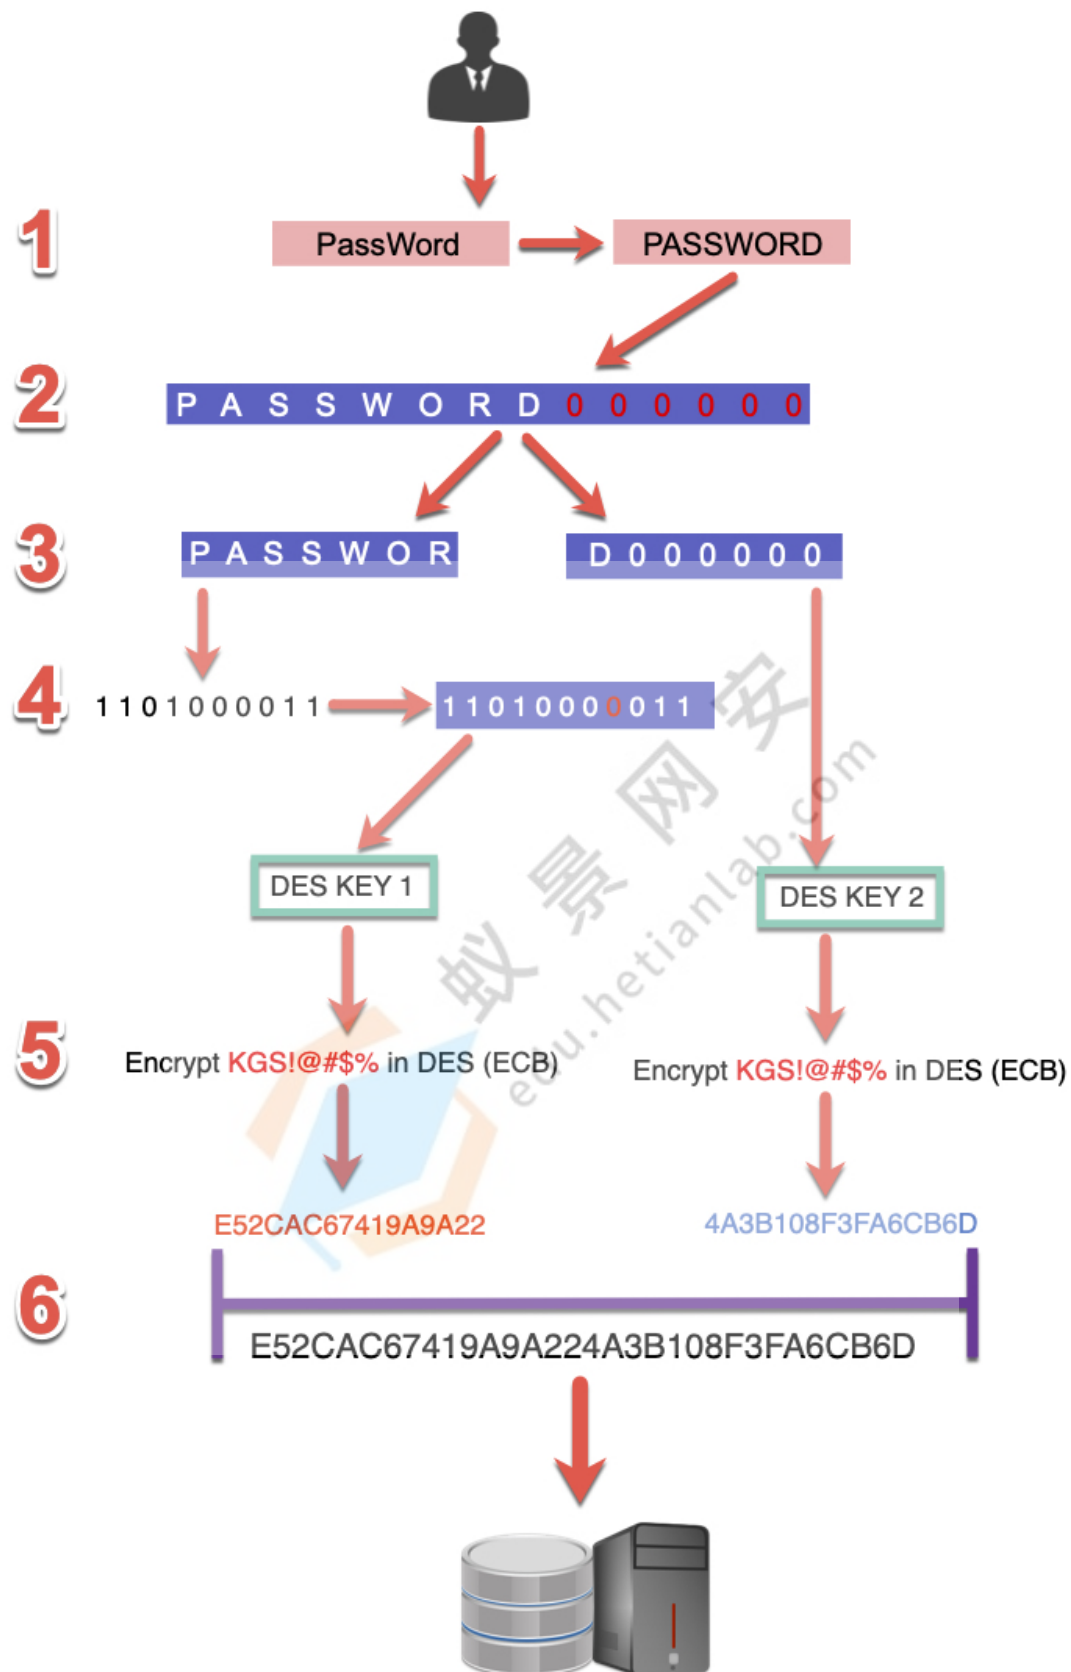 1
PassWord
PASSWORD
2
P A S S W O R D 0 0 0 0 0 0
3
P A S S W O R
D 0 0 0 0 0 0
4
1 1 0 1 0 0 0 0 1 1
1 1 0 1 0 0 0 0 0 1 1
DES KEY 1
DES KEY 2
5
Encrypt KGS!@#$% in DES (ECB)
Encrypt KGS!@#$% in DES (ECB)
E52CAC67419A9A22
4A3B108F3FA6CB6D
6
E52CAC67419A9A224A3B108F3FA6CB6D
蚁景网安
edu.hetianlab.com